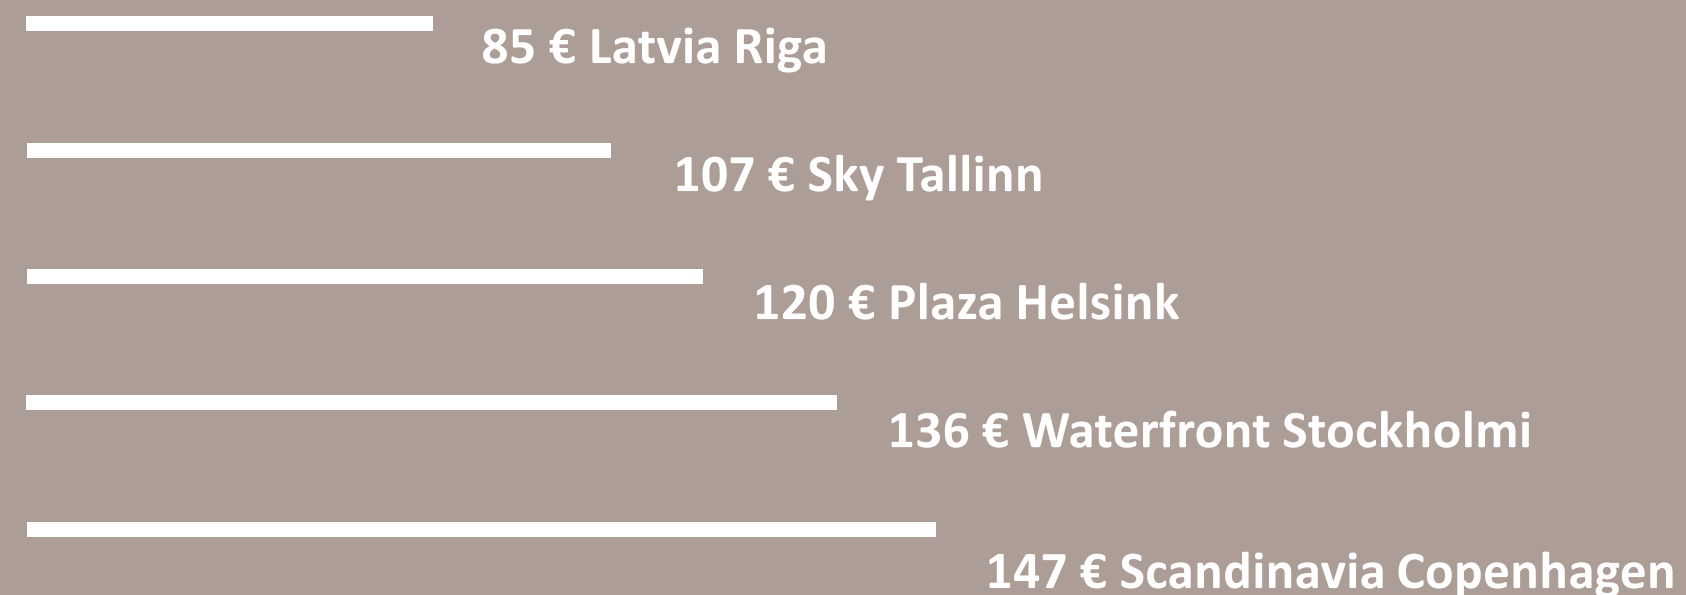 85 € Latvia Riga
107 € Sky Tallinn
120 € Plaza Helsink
136 € Waterfront Stockholmi
147 € Scandinavia Copenhagen